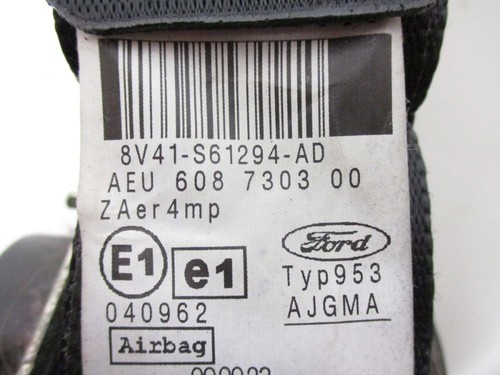 8V41-S61294-AD
AEU 608 7303 00
ZAer4mp
E1 e1 Ford
Typ953
040962 AJGMA
Airbag